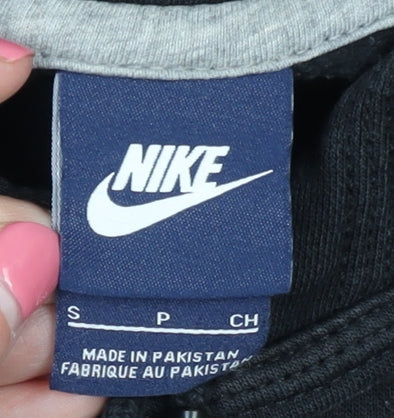 NIKE
S P CH
MADE IN PAKISTAN
FABRIQUE AU PAKISTAN